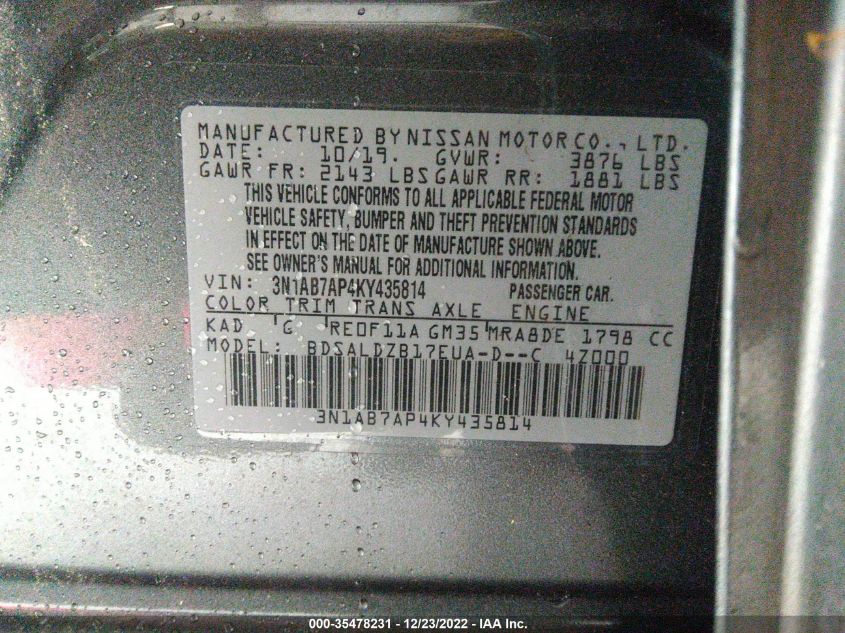 MANUFACTURED BY NISSAN MOTOR CO., LTD.
DATE: 10/19. GVWR: 3876 LBS
GAWR FR: 2143 LBS GAWR RR: 1881 LBS
THIS VEHICLE CONFORMS TO ALL APPLICABLE FEDERAL MOTOR
VEHICLE SAFETY, BUMPER AND THEFT PREVENTION STANDARDS
IN EFFECT ON THE DATE OF MANUFACTURE SHOWN ABOVE.
SEE OWNER'S MANUAL FOR ADDITIONAL INFORMATION.
VIN: 3N1AB7AP4KY435814 PASSENGER CAR.
COLOR TRIM TRANS AXLE ENGINE
KAD G RE0F11A GM35 MRA8DE 1798 CC
MODEL: BDSALDZB17EUA-D--C 4Z000
3N1AB7AP4KY435814
000-35478231 - 12/23/2022 - IAA Inc.